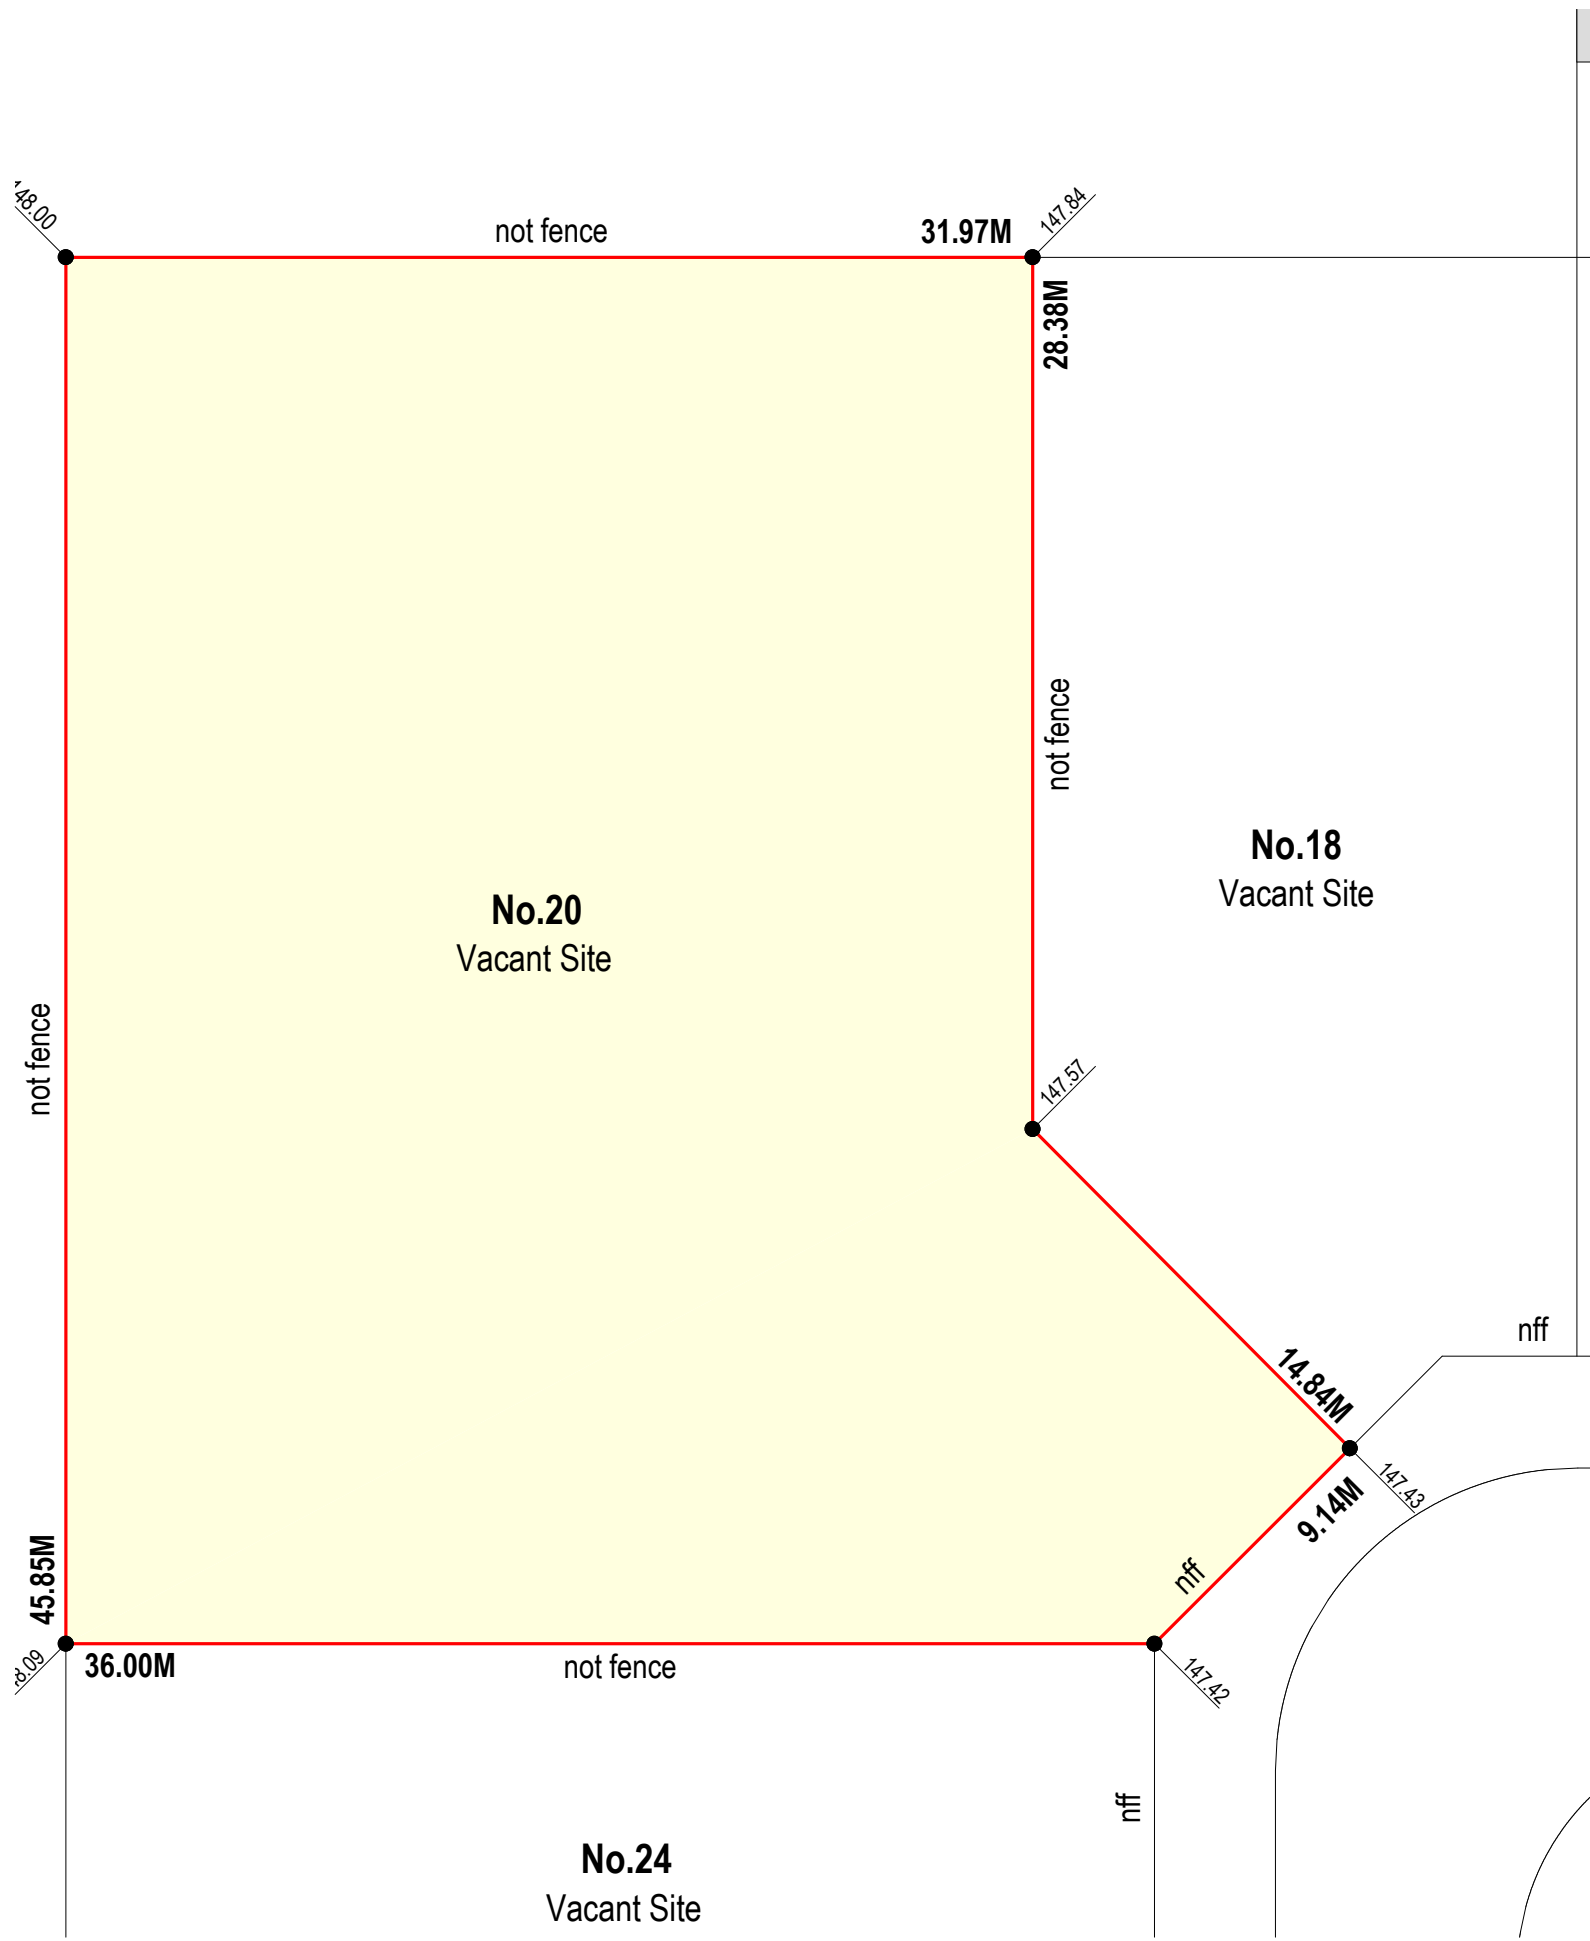 not fence
31.97M
147.84
28.38M
not fence
No.18
Vacant Site
No.20
Vacant Site
not fence
147.57
nff
14.84M
147.43
9.14M
nff
45.85M
36.00M
not fence
147.42
nff
No.24
Vacant Site